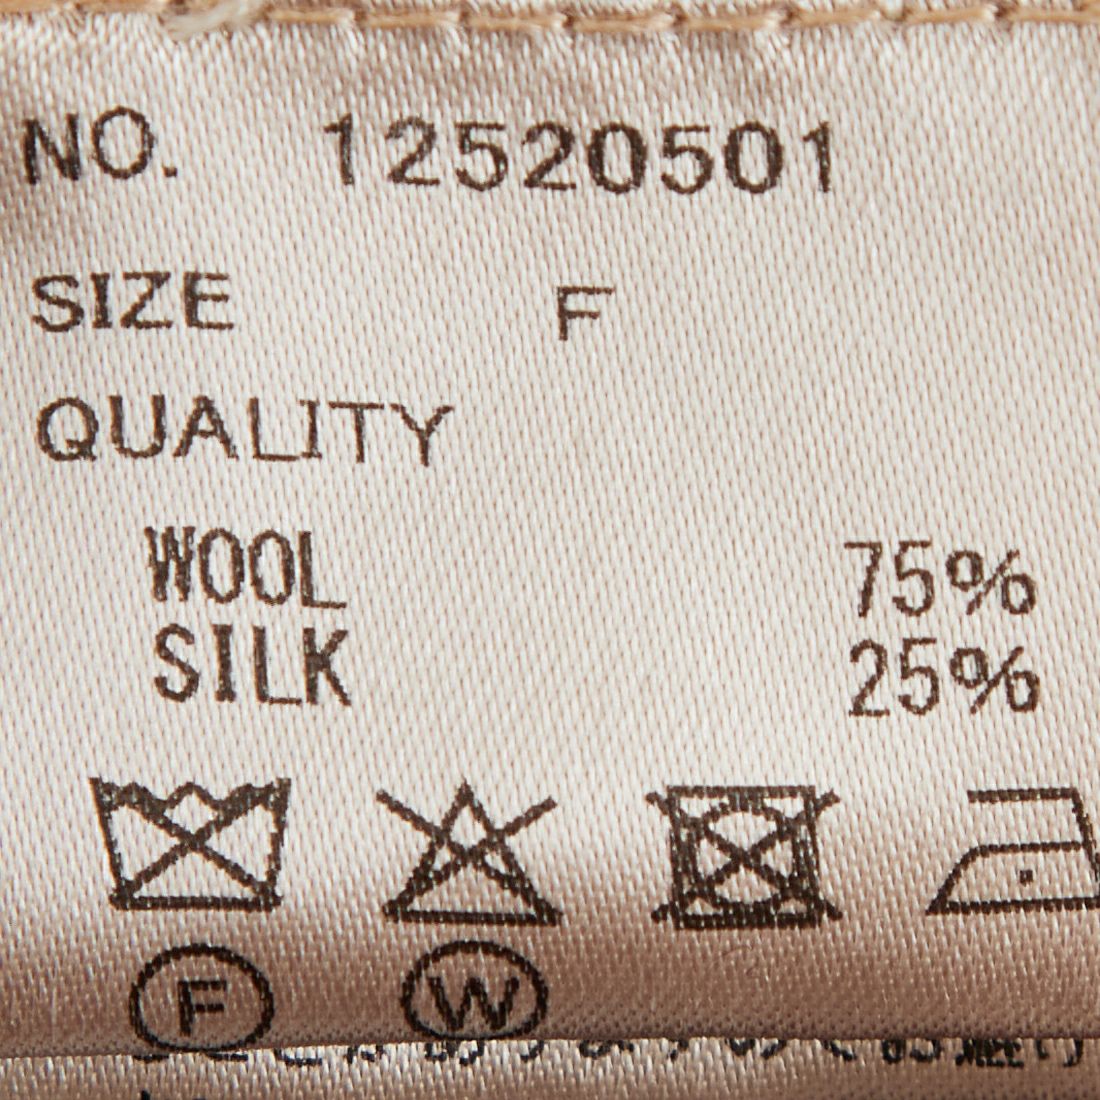 NO. 12520501
SIZE F
QUALITY
WOOL 75%
SILK 25%
F W